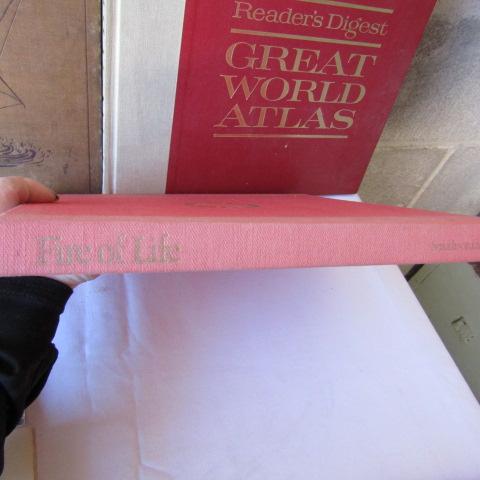 Reader's Digest
GREAT
WORLD
ATLAS
Fire of Life